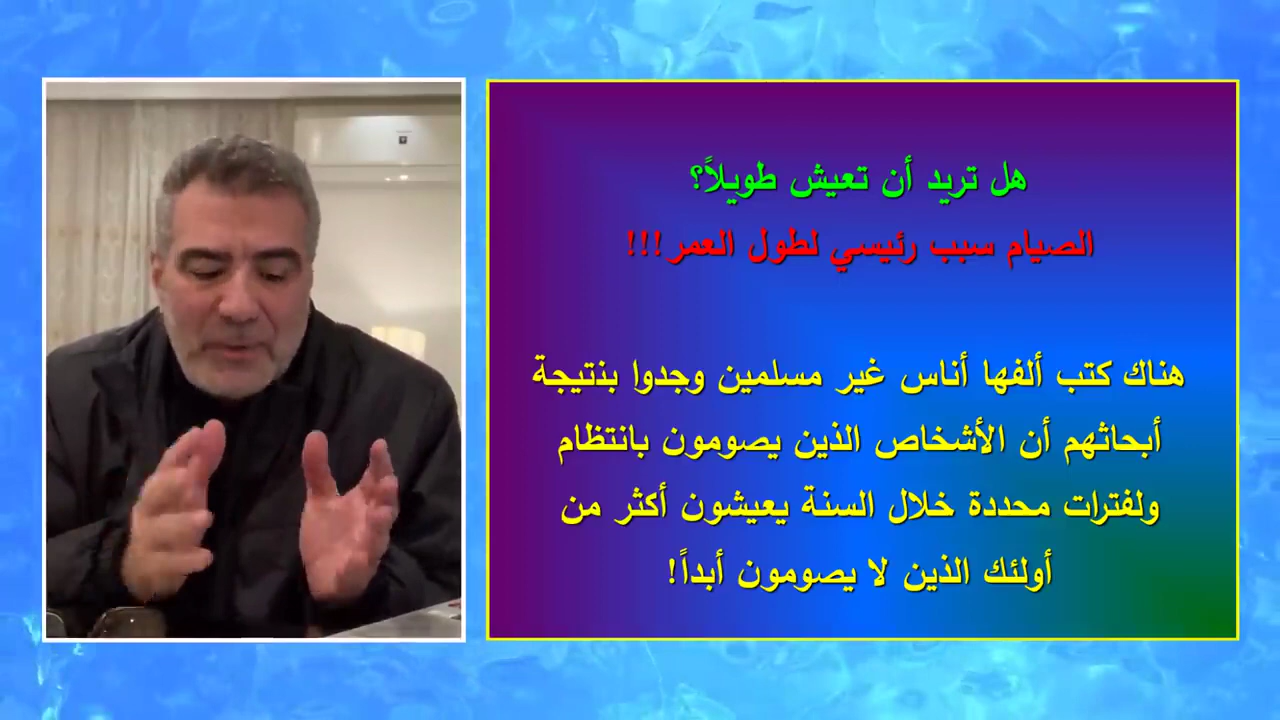 هل تريد أن تعيش طويلاً؟
الصيام سبب رئيسي لطول العمر!!!
هناك كتب ألفها أناس غير مسلمين وجدوا بنتيجة
أبحاثهم أن الأشخاص الذين يصومون بانتظام
ولفترات محددة خلال السنة يعيشون أكثر من
أولئك الذين لا يصومون أبداً!